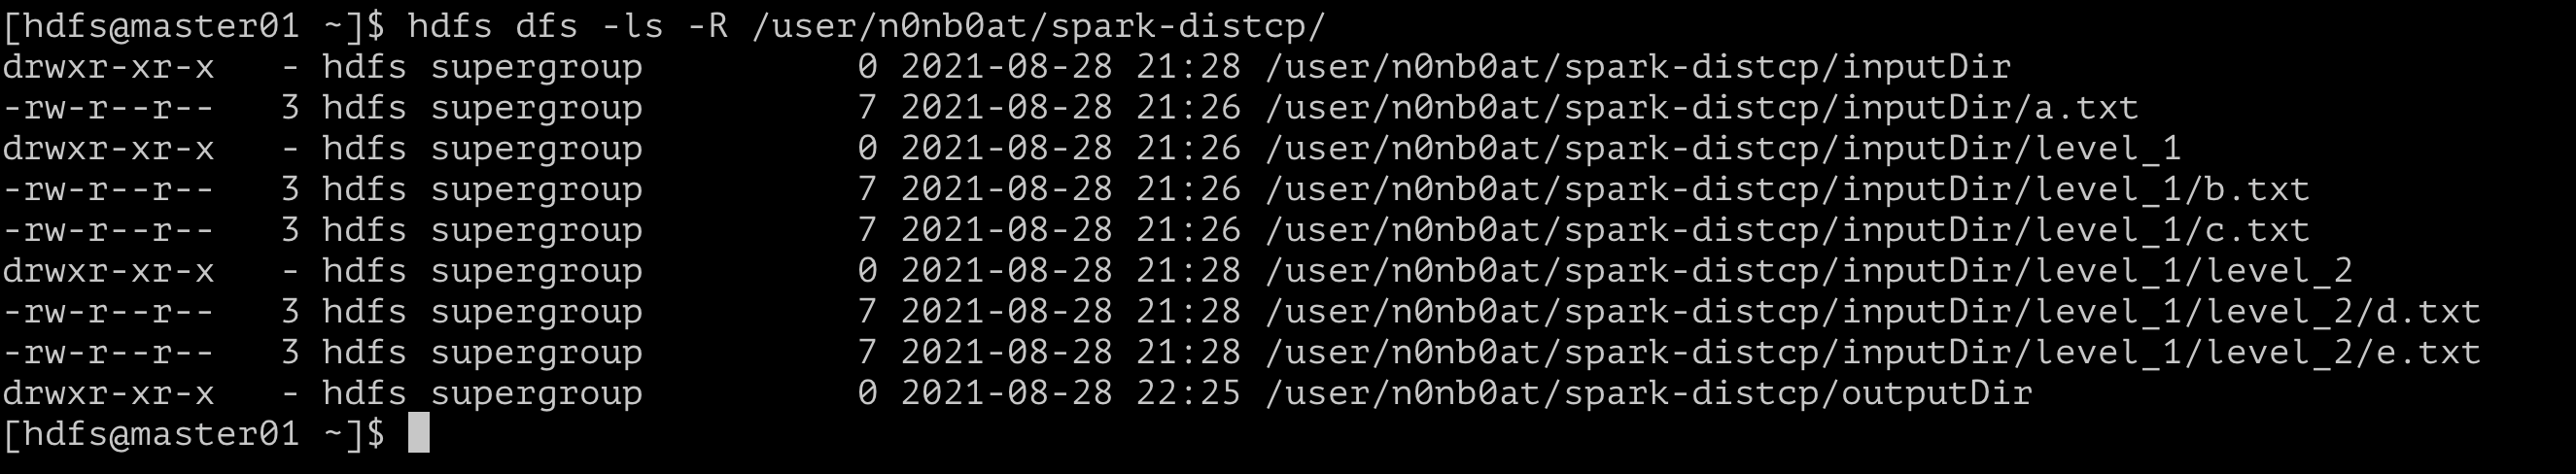 [hdfs@master01 ~]$ hdfs dfs -ls -R /user/n0nb0at/spark-distcp/
drwxr-xr-x   - hdfs supergroup          0 2021-08-28 21:28 /user/n0nb0at/spark-distcp/inputDir
-rw-r--r--   3 hdfs supergroup          7 2021-08-28 21:26 /user/n0nb0at/spark-distcp/inputDir/a.txt
drwxr-xr-x   - hdfs supergroup          0 2021-08-28 21:26 /user/n0nb0at/spark-distcp/inputDir/level_1
-rw-r--r--   3 hdfs supergroup          7 2021-08-28 21:26 /user/n0nb0at/spark-distcp/inputDir/level_1/b.txt
-rw-r--r--   3 hdfs supergroup          7 2021-08-28 21:26 /user/n0nb0at/spark-distcp/inputDir/level_1/c.txt
drwxr-xr-x   - hdfs supergroup          0 2021-08-28 21:28 /user/n0nb0at/spark-distcp/inputDir/level_1/level_2
-rw-r--r--   3 hdfs supergroup          7 2021-08-28 21:28 /user/n0nb0at/spark-distcp/inputDir/level_1/level_2/d.txt
-rw-r--r--   3 hdfs supergroup          7 2021-08-28 21:28 /user/n0nb0at/spark-distcp/inputDir/level_1/level_2/e.txt
drwxr-xr-x   - hdfs supergroup          0 2021-08-28 22:25 /user/n0nb0at/spark-distcp/outputDir
[hdfs@master01 ~]$